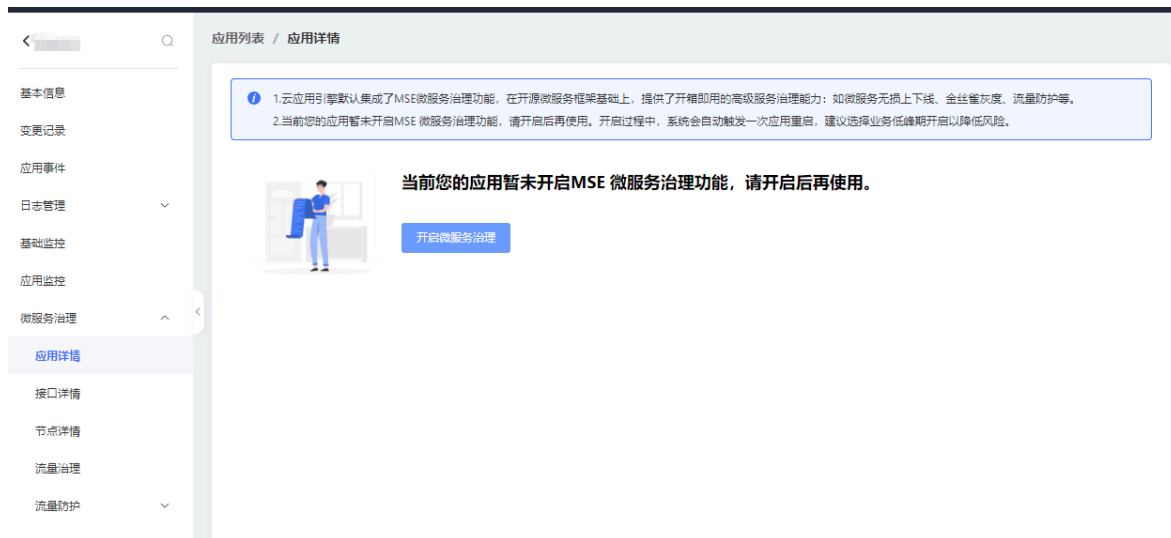 应用列表 / 应用详情
基本信息
变更记录
应用事件
日志管理
基础监控
应用监控
微服务治理
应用详情
接口详情
节点详情
流量治理
流量防护
1.云应用引擎默认集成了MSE微服务治理功能，在开源微服务框架基础上，提供了开箱即用的高级服务治理能力：如微服务无损上下线、金丝雀灰度、流量防护等。
2.当前您的应用暂未开启MSE 微服务治理功能，请开启后再使用。开启过程中，系统会自动触发一次应用重启，建议选择业务低峰期开启以降低风险。
当前您的应用暂未开启MSE 微服务治理功能，请开启后再使用。
开启微服务治理